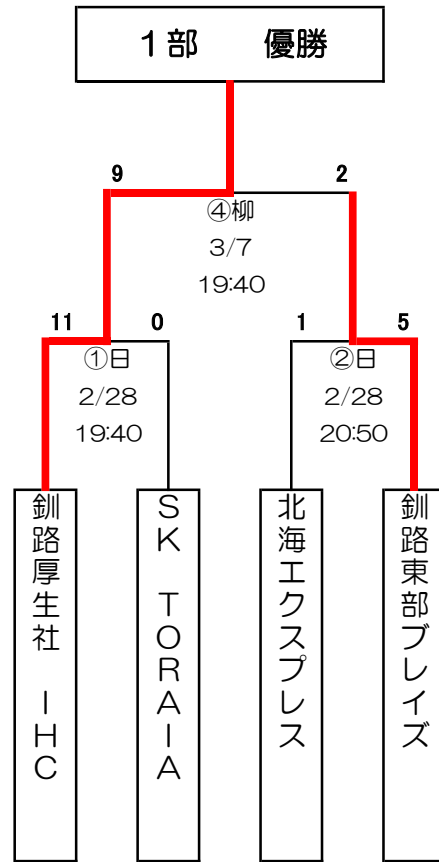 1部 優勝
9 2
④柳
3/7
19:40
11 0 1 5
①日 ②日
2/28 2/28
19:40 20:50
釧路厚生社 IHC
SK TORAIA
北海エクスプレス
釧路東部ブレイズ